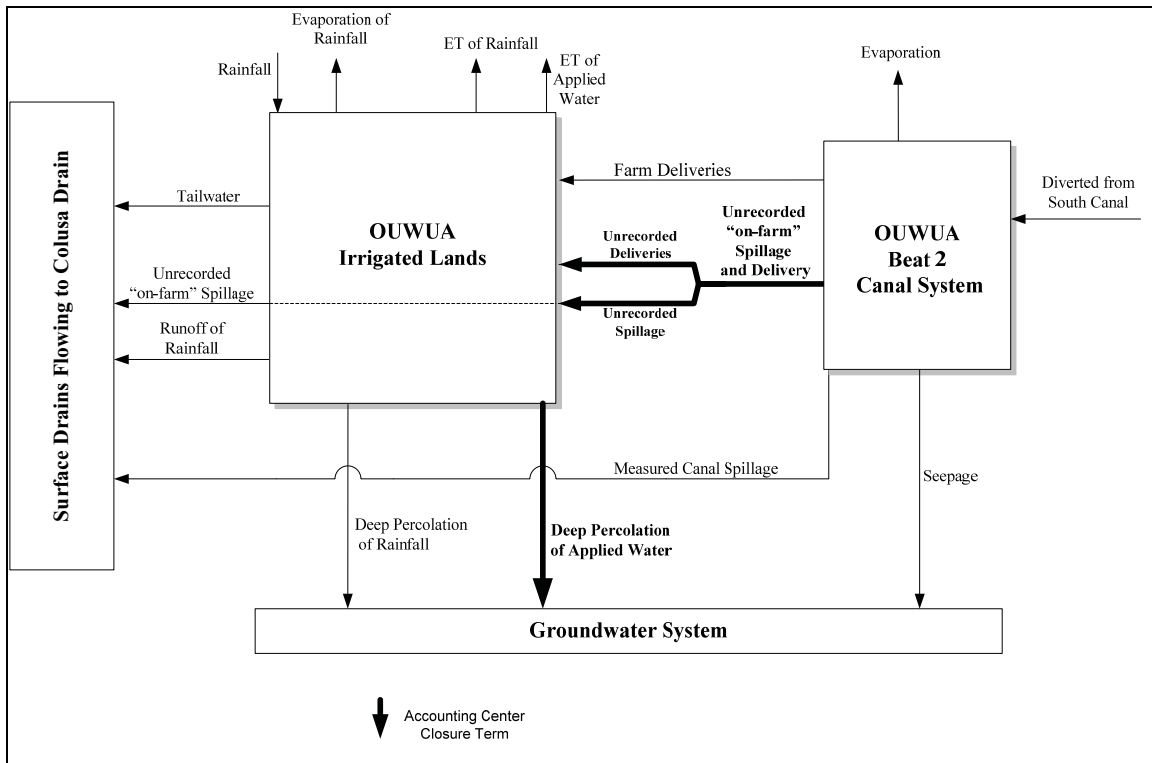 Evaporation of
Rainfall
ET of Rainfall
ET of
Applied
Water
Rainfall
Evaporation
Surface Drains Flowing to Colusa Drain
Tailwater
OUWUA
Irrigated Lands
Farm Deliveries
Unrecorded
“on-farm”
Spillage
and Delivery
Unrecorded
Deliveries
Unrecorded
Spillage
OUWUA
Beat 2
Canal System
Diverted from
South Canal
Unrecorded
“on-farm” Spillage
Runoff of
Rainfall
Measured Canal Spillage
Seepage
Deep Percolation
of Rainfall
Deep Percolation
of Applied Water
Groundwater System
Accounting Center
Closure Term